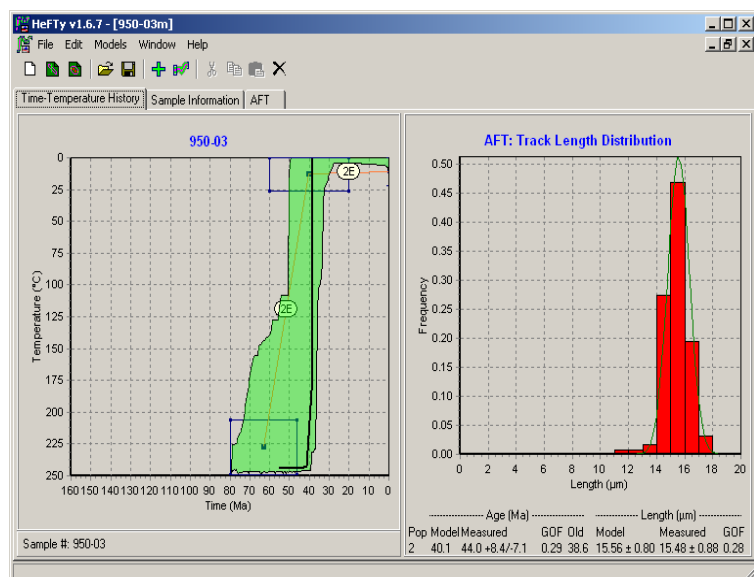 HeFTy v1.6.7 - [950-03m]
File Edit Models Window Help
Time-Temperature History Sample Information AFT
950-03
Temperature (°C)
0
25
50
75
100
125
150
175
200
225
250
2E
2E
160 150 140 130 120 110 100 90 80 70 60 50 40 30 20 10 0
Time (Ma)
Sample #: 950-03
AFT: Track Length Distribution
Frequency
0.50
0.45
0.40
0.35
0.30
0.25
0.20
0.15
0.10
0.05
0.00
0 2 4 6 8 10 12 14 16 18 20
Length (µm)
Age (Ma) Length (µm)
Pop Model Measured GOF Old Model Measured GOF
2 40.1 44.0 +8.4/-7.1 0.29 38.6 15.56 ± 0.80 15.48 ± 0.88 0.28